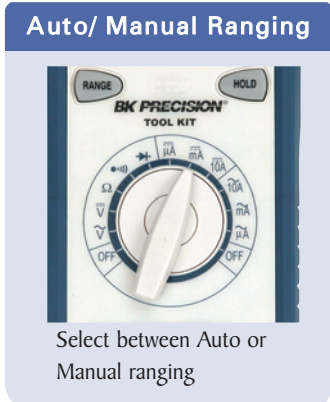 Auto/ Manual Ranging
RANGE
HOLD
BK PRECISION®
TOOL KIT
µA
mA
10A
10A
mA
µA
OFF
Ω
V
V
OFF
Select between Auto or
Manual ranging